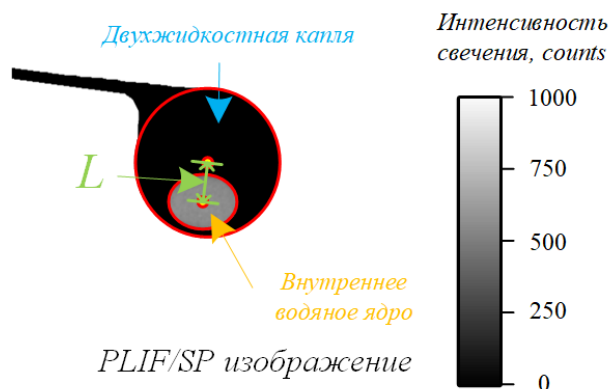 Двухжидкостная капля
Интенсивность
свечения, counts
1000
750
L
500
250
Внутреннее
водяное ядро
PLIF/SP изображение
0